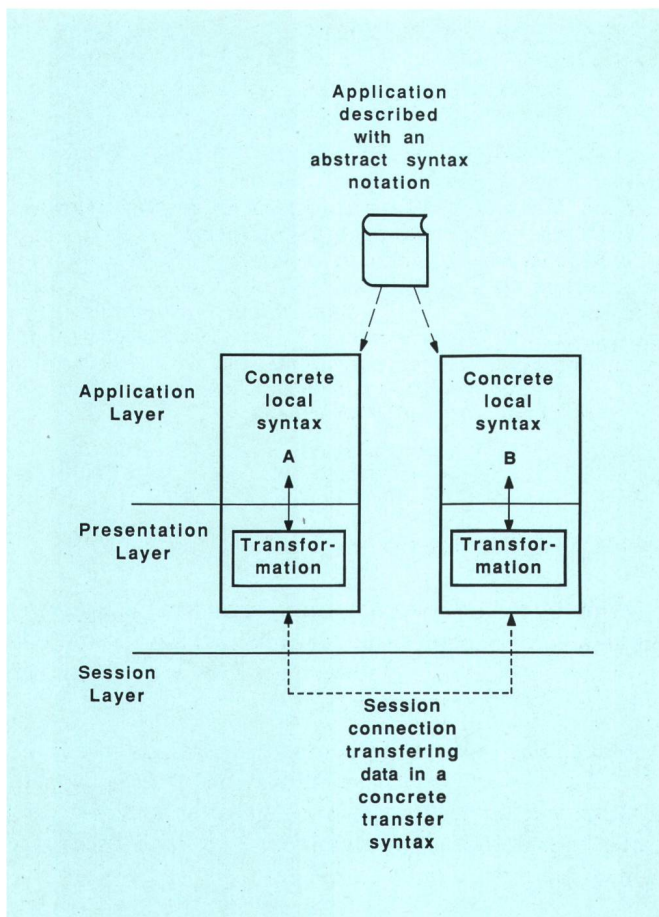 Application
described
with an
abstract syntax
notation
Application
Layer
Concrete
local
syntax
A
Concrete
local
syntax
B
Presentation
Layer
Transfor-
mation
Transfor-
mation
Session
Layer
Session
connection
transfering
data in a
concrete
transfer
syntax